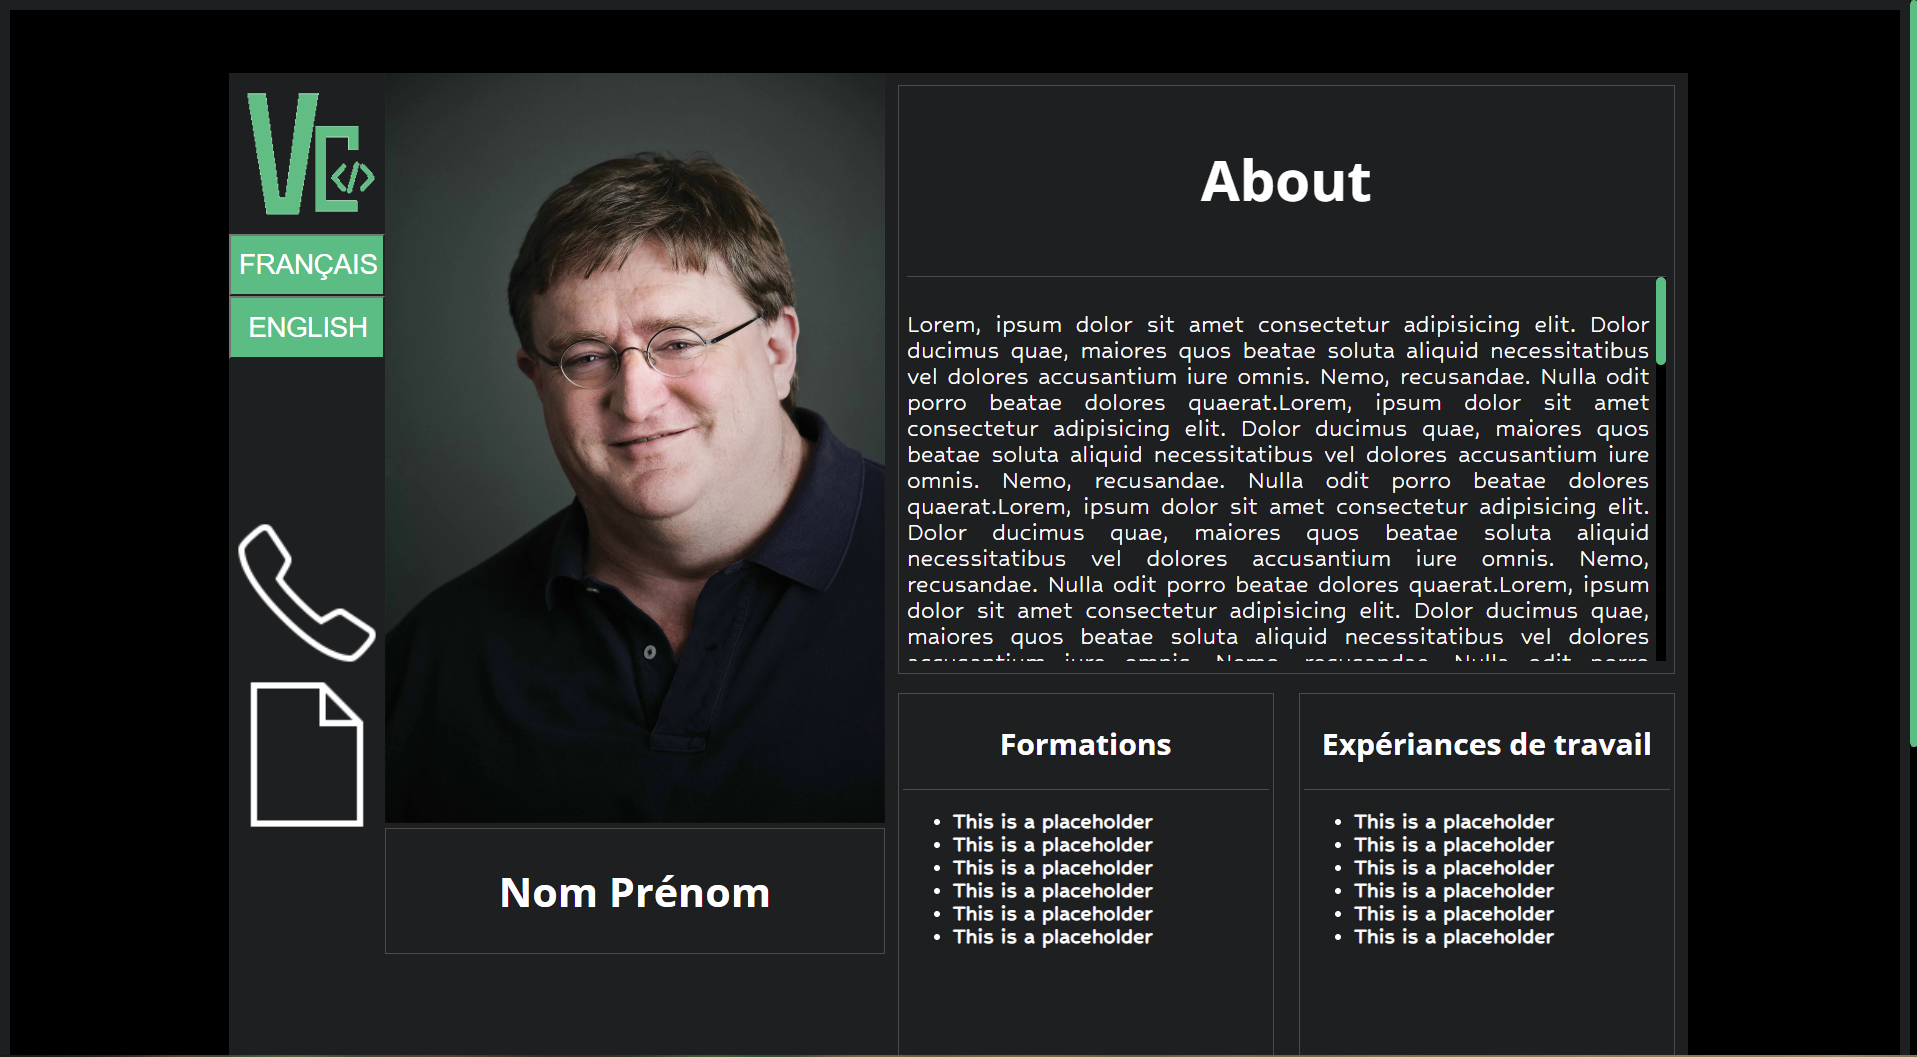 VC
</>
FRANÇAIS
ENGLISH
Nom Prénom
About
Lorem, ipsum dolor sit amet consectetur adipisicing elit. Dolor
ducimus quae, maiores quos beatae soluta aliquid necessitatibus
vel dolores accusantium iure omnis. Nemo, recusandae. Nulla odit
porro beatae dolores quaerat.Lorem, ipsum dolor sit amet
consectetur adipisicing elit. Dolor ducimus quae, maiores quos
beatae soluta aliquid necessitatibus vel dolores accusantium iure
omnis. Nemo, recusandae. Nulla odit porro beatae dolores
quaerat.Lorem, ipsum dolor sit amet consectetur adipisicing elit.
Dolor ducimus quae, maiores quos beatae soluta aliquid
necessitatibus vel dolores accusantium iure omnis. Nemo,
recusandae. Nulla odit porro beatae dolores quaerat.Lorem, ipsum
dolor sit amet consectetur adipisicing elit. Dolor ducimus quae,
maiores quos beatae soluta aliquid necessitatibus vel dolores
accusantium iure omnis. Nemo, recusandae. Nulla odit porro
Formations
This is a placeholder
This is a placeholder
This is a placeholder
This is a placeholder
This is a placeholder
This is a placeholder
Expériances de travail
This is a placeholder
This is a placeholder
This is a placeholder
This is a placeholder
This is a placeholder
This is a placeholder